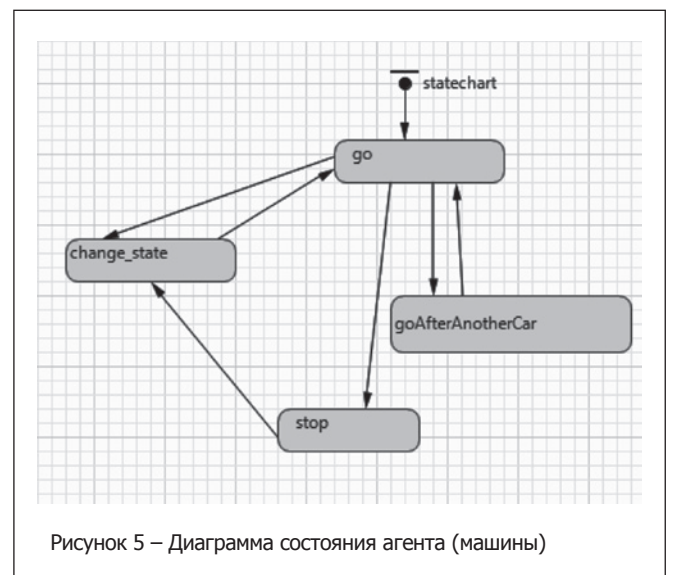 statechart
go
change_state
goAfterAnotherCar
stop
Рисунок 5 – Диаграмма состояния агента (машины)